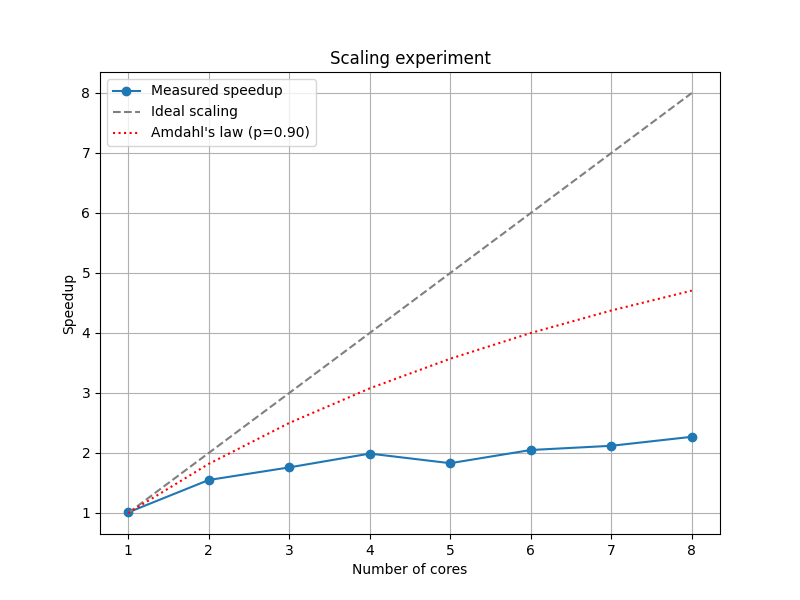 Scaling experiment
Measured speedup
Ideal scaling
Amdahl's law (p=0.90)
8
7
6
5
4
3
2
1
Speedup
1 2 3 4 5 6 7 8
Number of cores